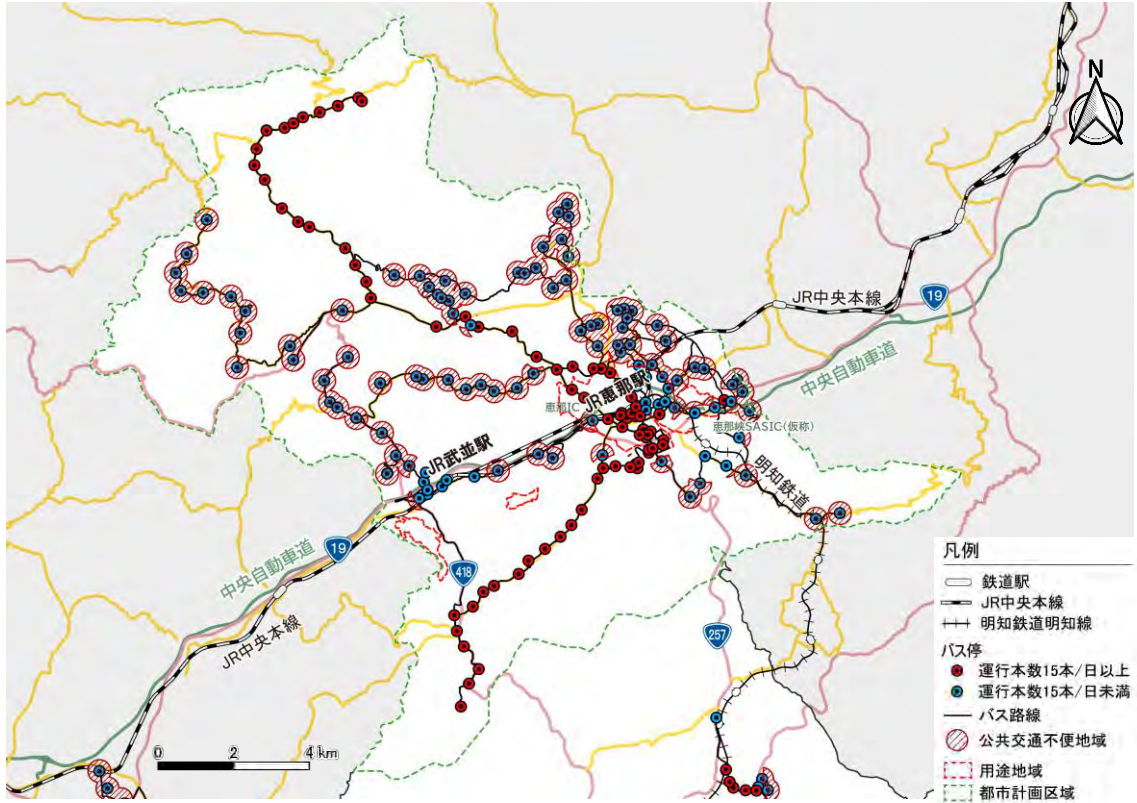 N
JR中央本線
19
中央自動車道
JR恵那駅
恵那IC
恵那峡SASIC(仮称)
JR武並駅
明知鉄道
中央自動車道
19
418
JR中央本線
257
0 2 4 km
凡例
鉄道駅
JR中央本線
明知鉄道明知線
バス停
運行本数15本/日以上
運行本数15本/日未満
バス路線
公共交通不便地域
用途地域
都市計画区域